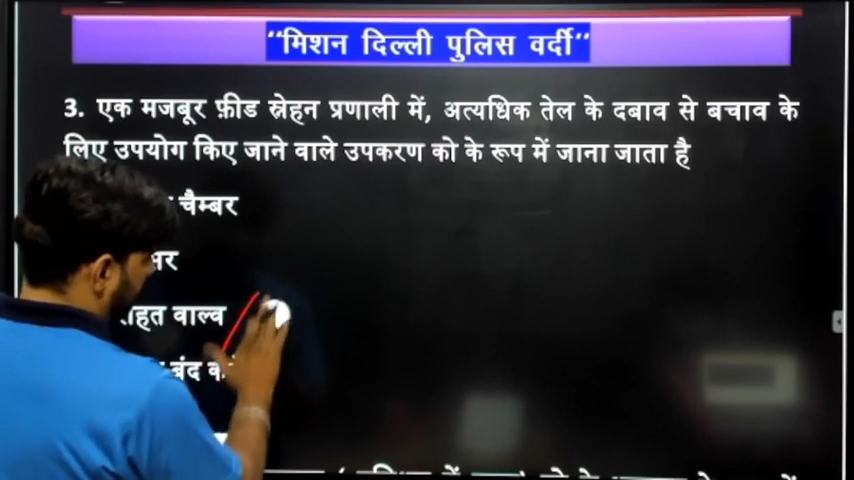 “मिशन दिल्ली पुलिस वर्दी”
3. एक मजबूर फ़ीड स्नेहन प्रणाली में, अत्यधिक तेल के दबाव से बचाव के
लिए उपयोग किए जाने वाले उपकरण को के रूप में जाना जाता है
चैम्बर
वाल्व
बंद